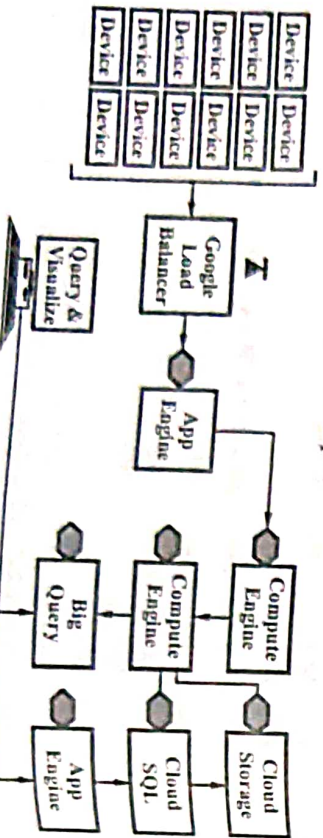 Device
Device
Device
Device
Device
Device
Device
Device
Device
Device
Device
Device
Google
Load
Balancer
App
Engine
Compute
Engine
Compute
Engine
Cloud
Storage
Cloud
SQL
Big
Query
App
Engine
Query &
Visualize